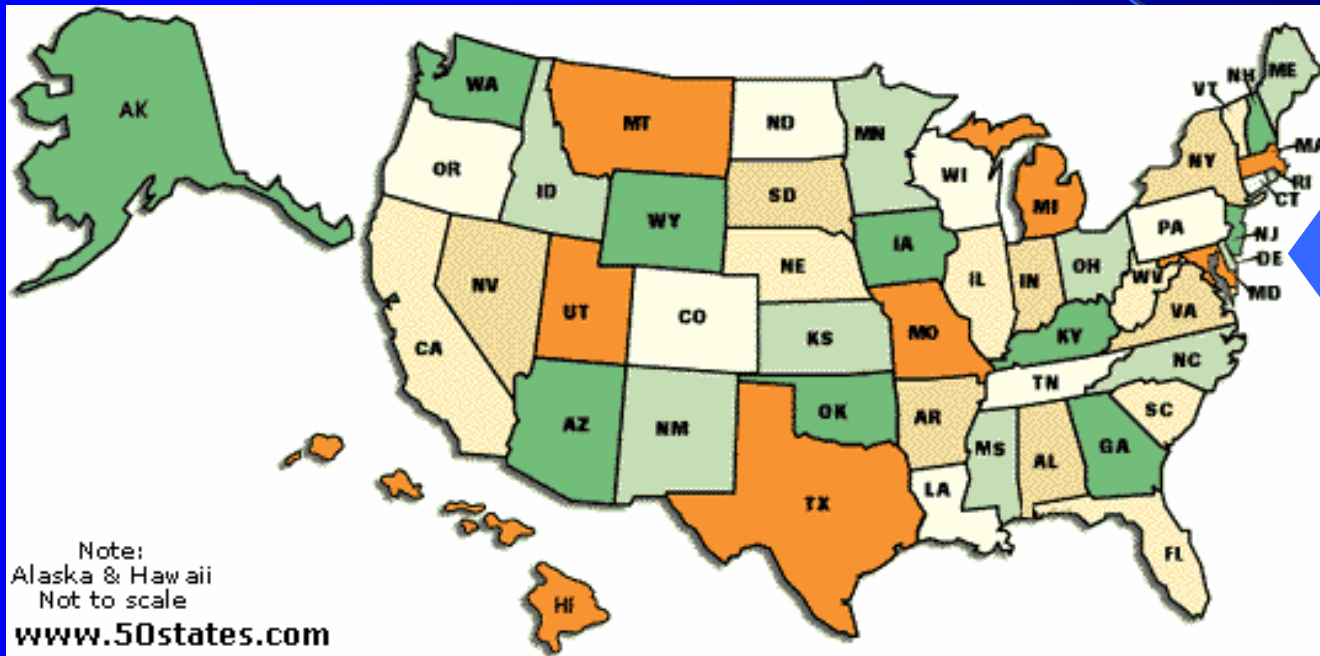 AK
WA
MT
ND
MN
VT
NH
ME
OR
ID
SD
WI
MI
NY
MA
RI
CT
WY
IA
PA
NJ
NV
NE
IL
IN
OH
DE
WV
MD
UT
CO
CA
KS
MO
KY
VA
AZ
NM
OK
AR
TN
NC
SC
MS
AL
GA
TX
LA
FL
HI
Note:
Alaska & Hawaii
Not to scale
www.50states.com